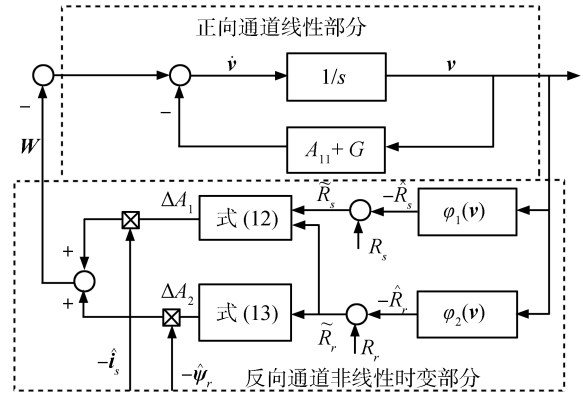 正向通道线性部分
v̇
1/s
v
−
−
A₁₁ + G
W
ΔA₁
式 (12)
R̃ₛ
−R̂ₛ
φ₁(v)
+
Rₛ
+
ΔA₂
式 (13)
−R̂ᵣ
φ₂(v)
R̃ᵣ
Rᵣ
−îₛ
−ψ̂ᵣ
反向通道非线性时变部分